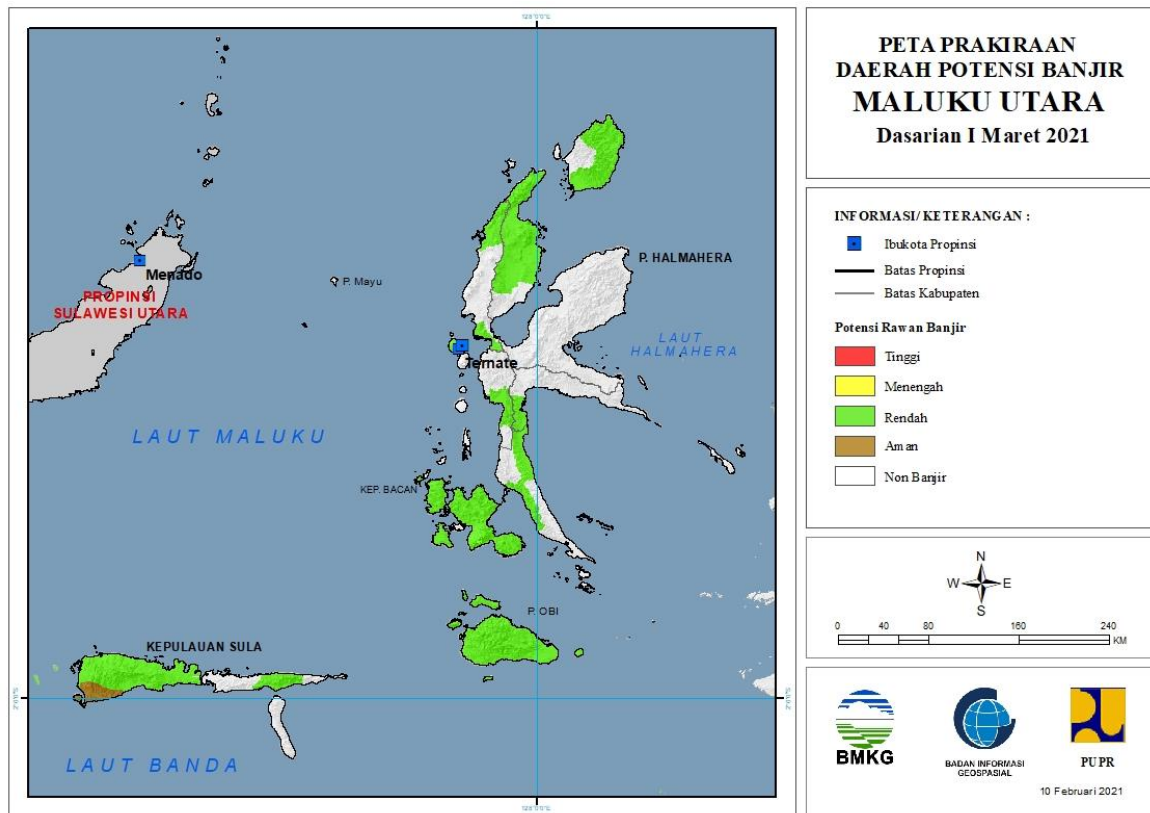 PETA PRAKIRAAN
DAERAH POTENSI BANJIR
MALUKU UTARA
Dasarian I Maret 2021
INFORMASI/ KETERANGAN :
Ibukota Propinsi
Batas Propinsi
Batas Kabupaten
Potensi Rawan Banjir
Tinggi
Menengah
Rendah
Aman
Non Banjir
N
W E
S
0 40 80 160 240
KM
BMKG
BADAN INFORMASI
GEOSPASIAL
PUPR
10 Februari 2021
P. HALMAHERA
Menado
P. Mayu
PROPINSI
SULAWESI UTARA
LAUT
HALMAHERA
Ternate
LAUT MALUKU
KEP. BACAN
P. OBI
KEPULAUAN SULA
LAUT BANDA